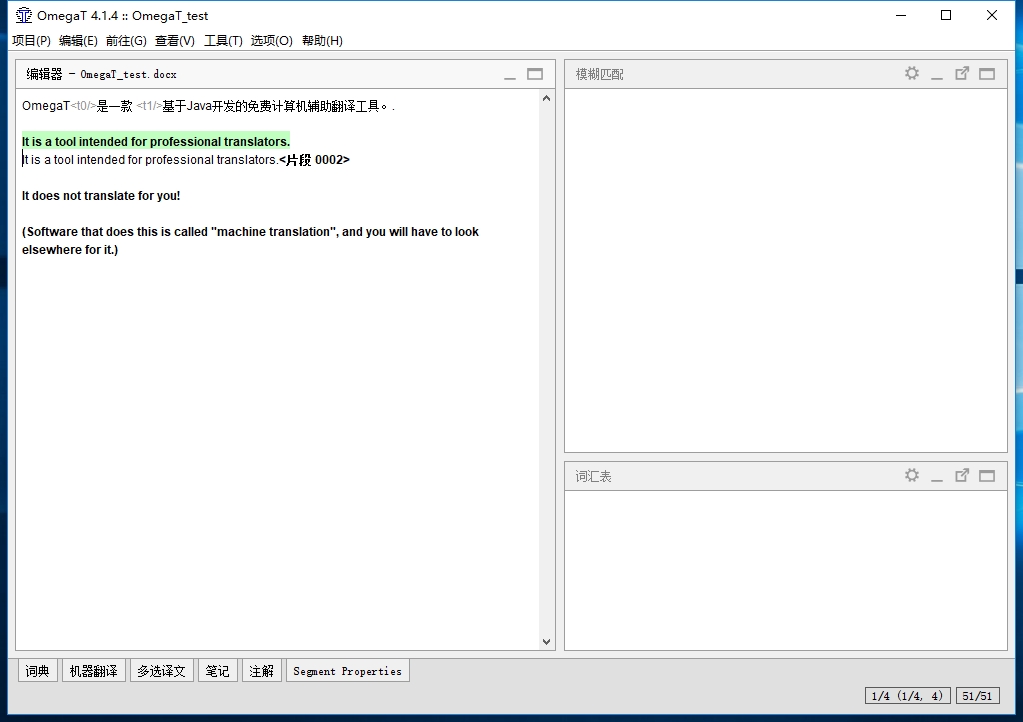 OmegaT 4.1.4 :: OmegaT_test
项目(P) 编辑(E) 前往(G) 查看(V) 工具(T) 选项(O) 帮助(H)
编辑器 - OmegaT_test.docx
模糊匹配
OmegaT<t0/>是一款 <t1/>基于Java开发的免费计算机辅助翻译工具。.
It is a tool intended for professional translators.
It is a tool intended for professional translators.<片段 0002>
It does not translate for you!
(Software that does this is called "machine translation", and you will have to look
elsewhere for it.)
词汇表
词典 机器翻译 多选译文 笔记 注解 Segment Properties
1/4 (1/4, 4) 51/51